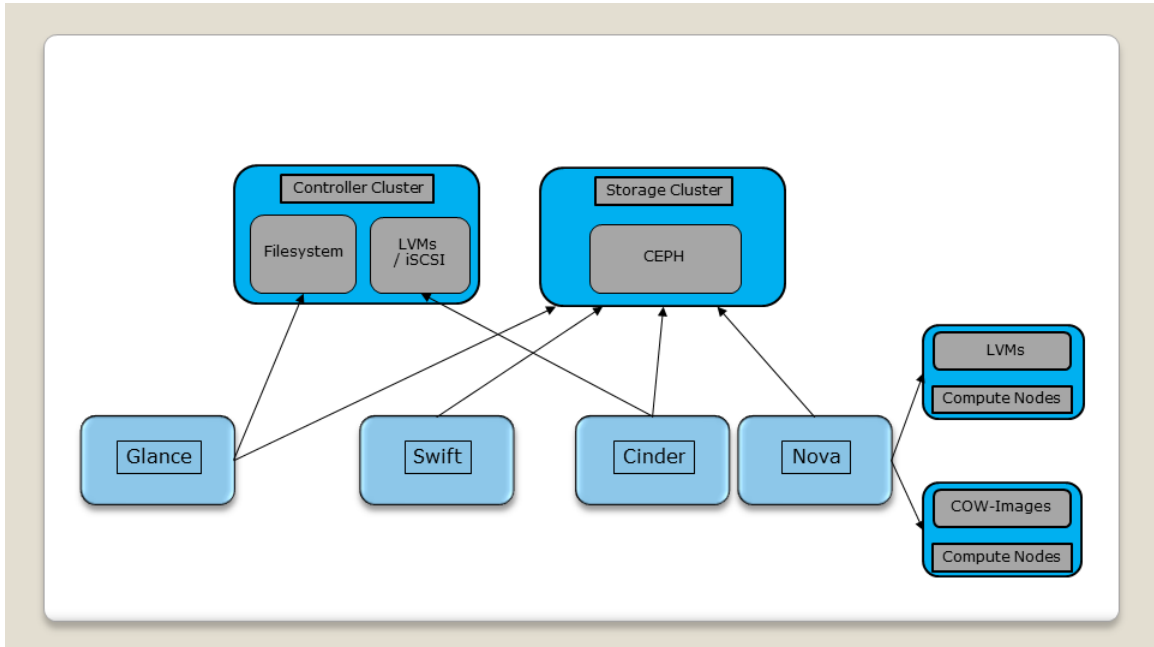 Controller Cluster
Filesystem
LVMs
/ iSCSI
Storage Cluster
CEPH
LVMs
Compute Nodes
Glance
Swift
Cinder
Nova
COW-Images
Compute Nodes